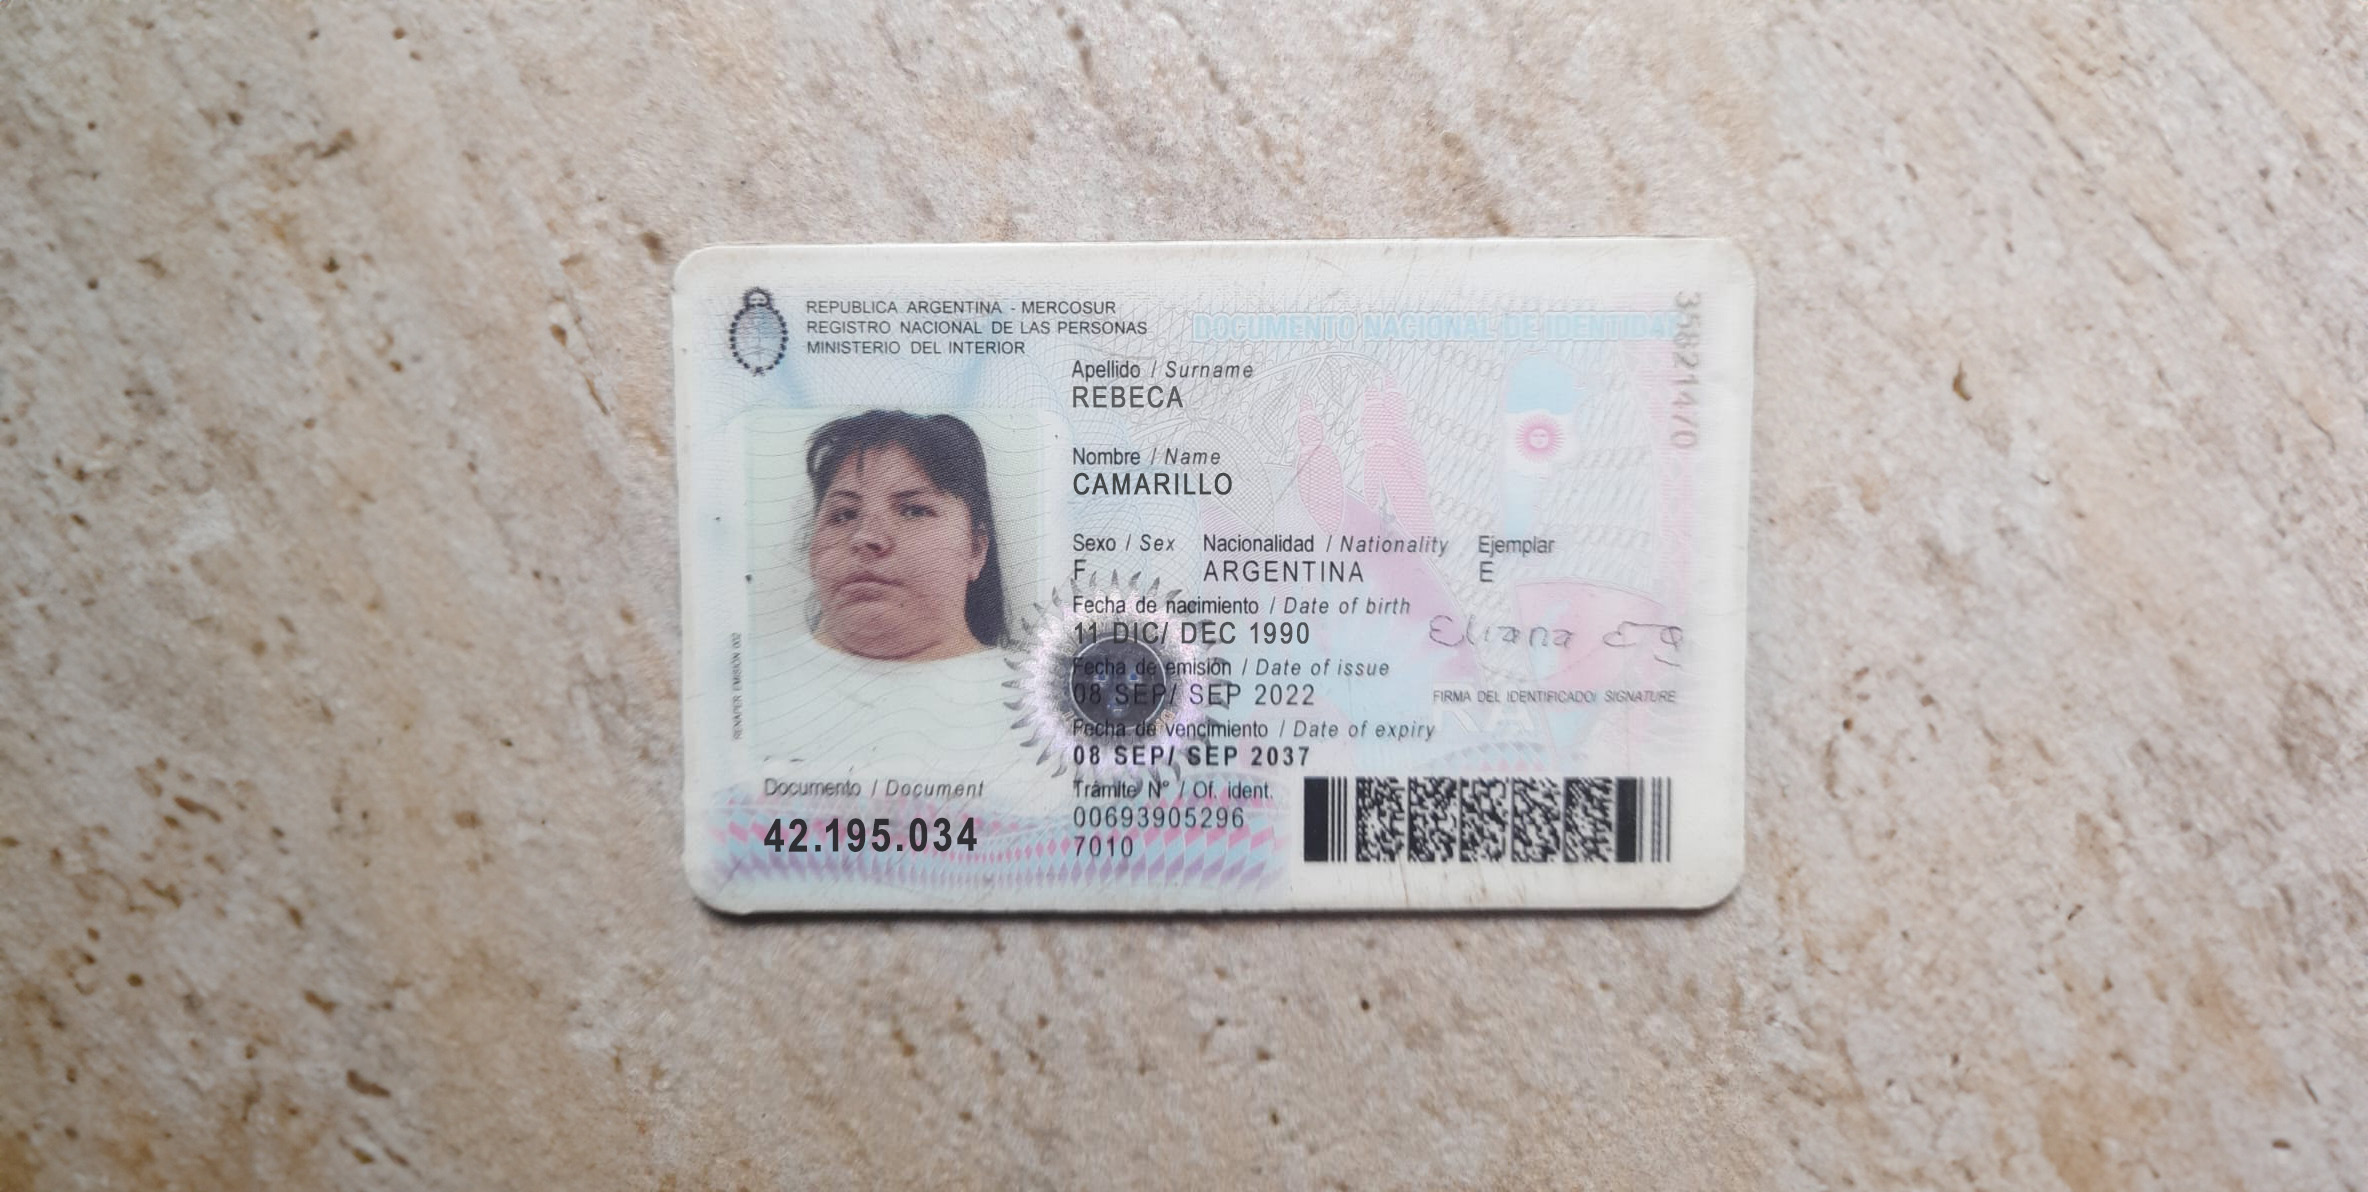 REPUBLICA ARGENTINA - MERCOSUR
REGISTRO NACIONAL DE LAS PERSONAS
MINISTERIO DEL INTERIOR
DOCUMENTO NACIONAL DE IDENTIDAD
Apellido / Surname
REBECA
Nombre / Name
CAMARILLO
Sexo / Sex Nacionalidad / Nationality Ejemplar
F ARGENTINA E
Fecha de nacimiento / Date of birth
11 DIC/ DEC 1990
Fecha de emisión / Date of issue
08 SEP/ SEP 2022
Fecha de vencimiento / Date of expiry
08 SEP/ SEP 2037
Eliana
FIRMA DEL IDENTIFICADO/ SIGNATURE
Trámite N° / Of. ident.
00693905296
7010
Documento / Document
42.195.034
RENAPER EMISIÓN 002
358211470